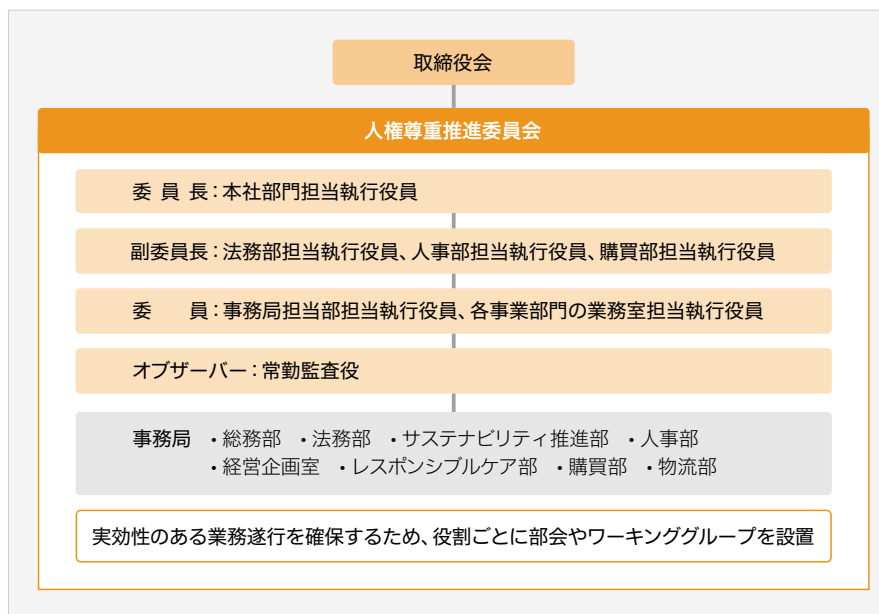 取締役会
人権尊重推進委員会
委 員 長：本社部門担当執行役員
副委員長：法務部担当執行役員、人事部担当執行役員、購買部担当執行役員
委　　員：事務局担当部担当執行役員、各事業部門の業務室担当執行役員
オブザーバー：常勤監査役
事務局 ・総務部 ・法務部 ・サステナビリティ推進部 ・人事部
・経営企画室 ・レスポンシブルケア部 ・購買部 ・物流部
実効性のある業務遂行を確保するため、役割ごとに部会やワーキンググループを設置